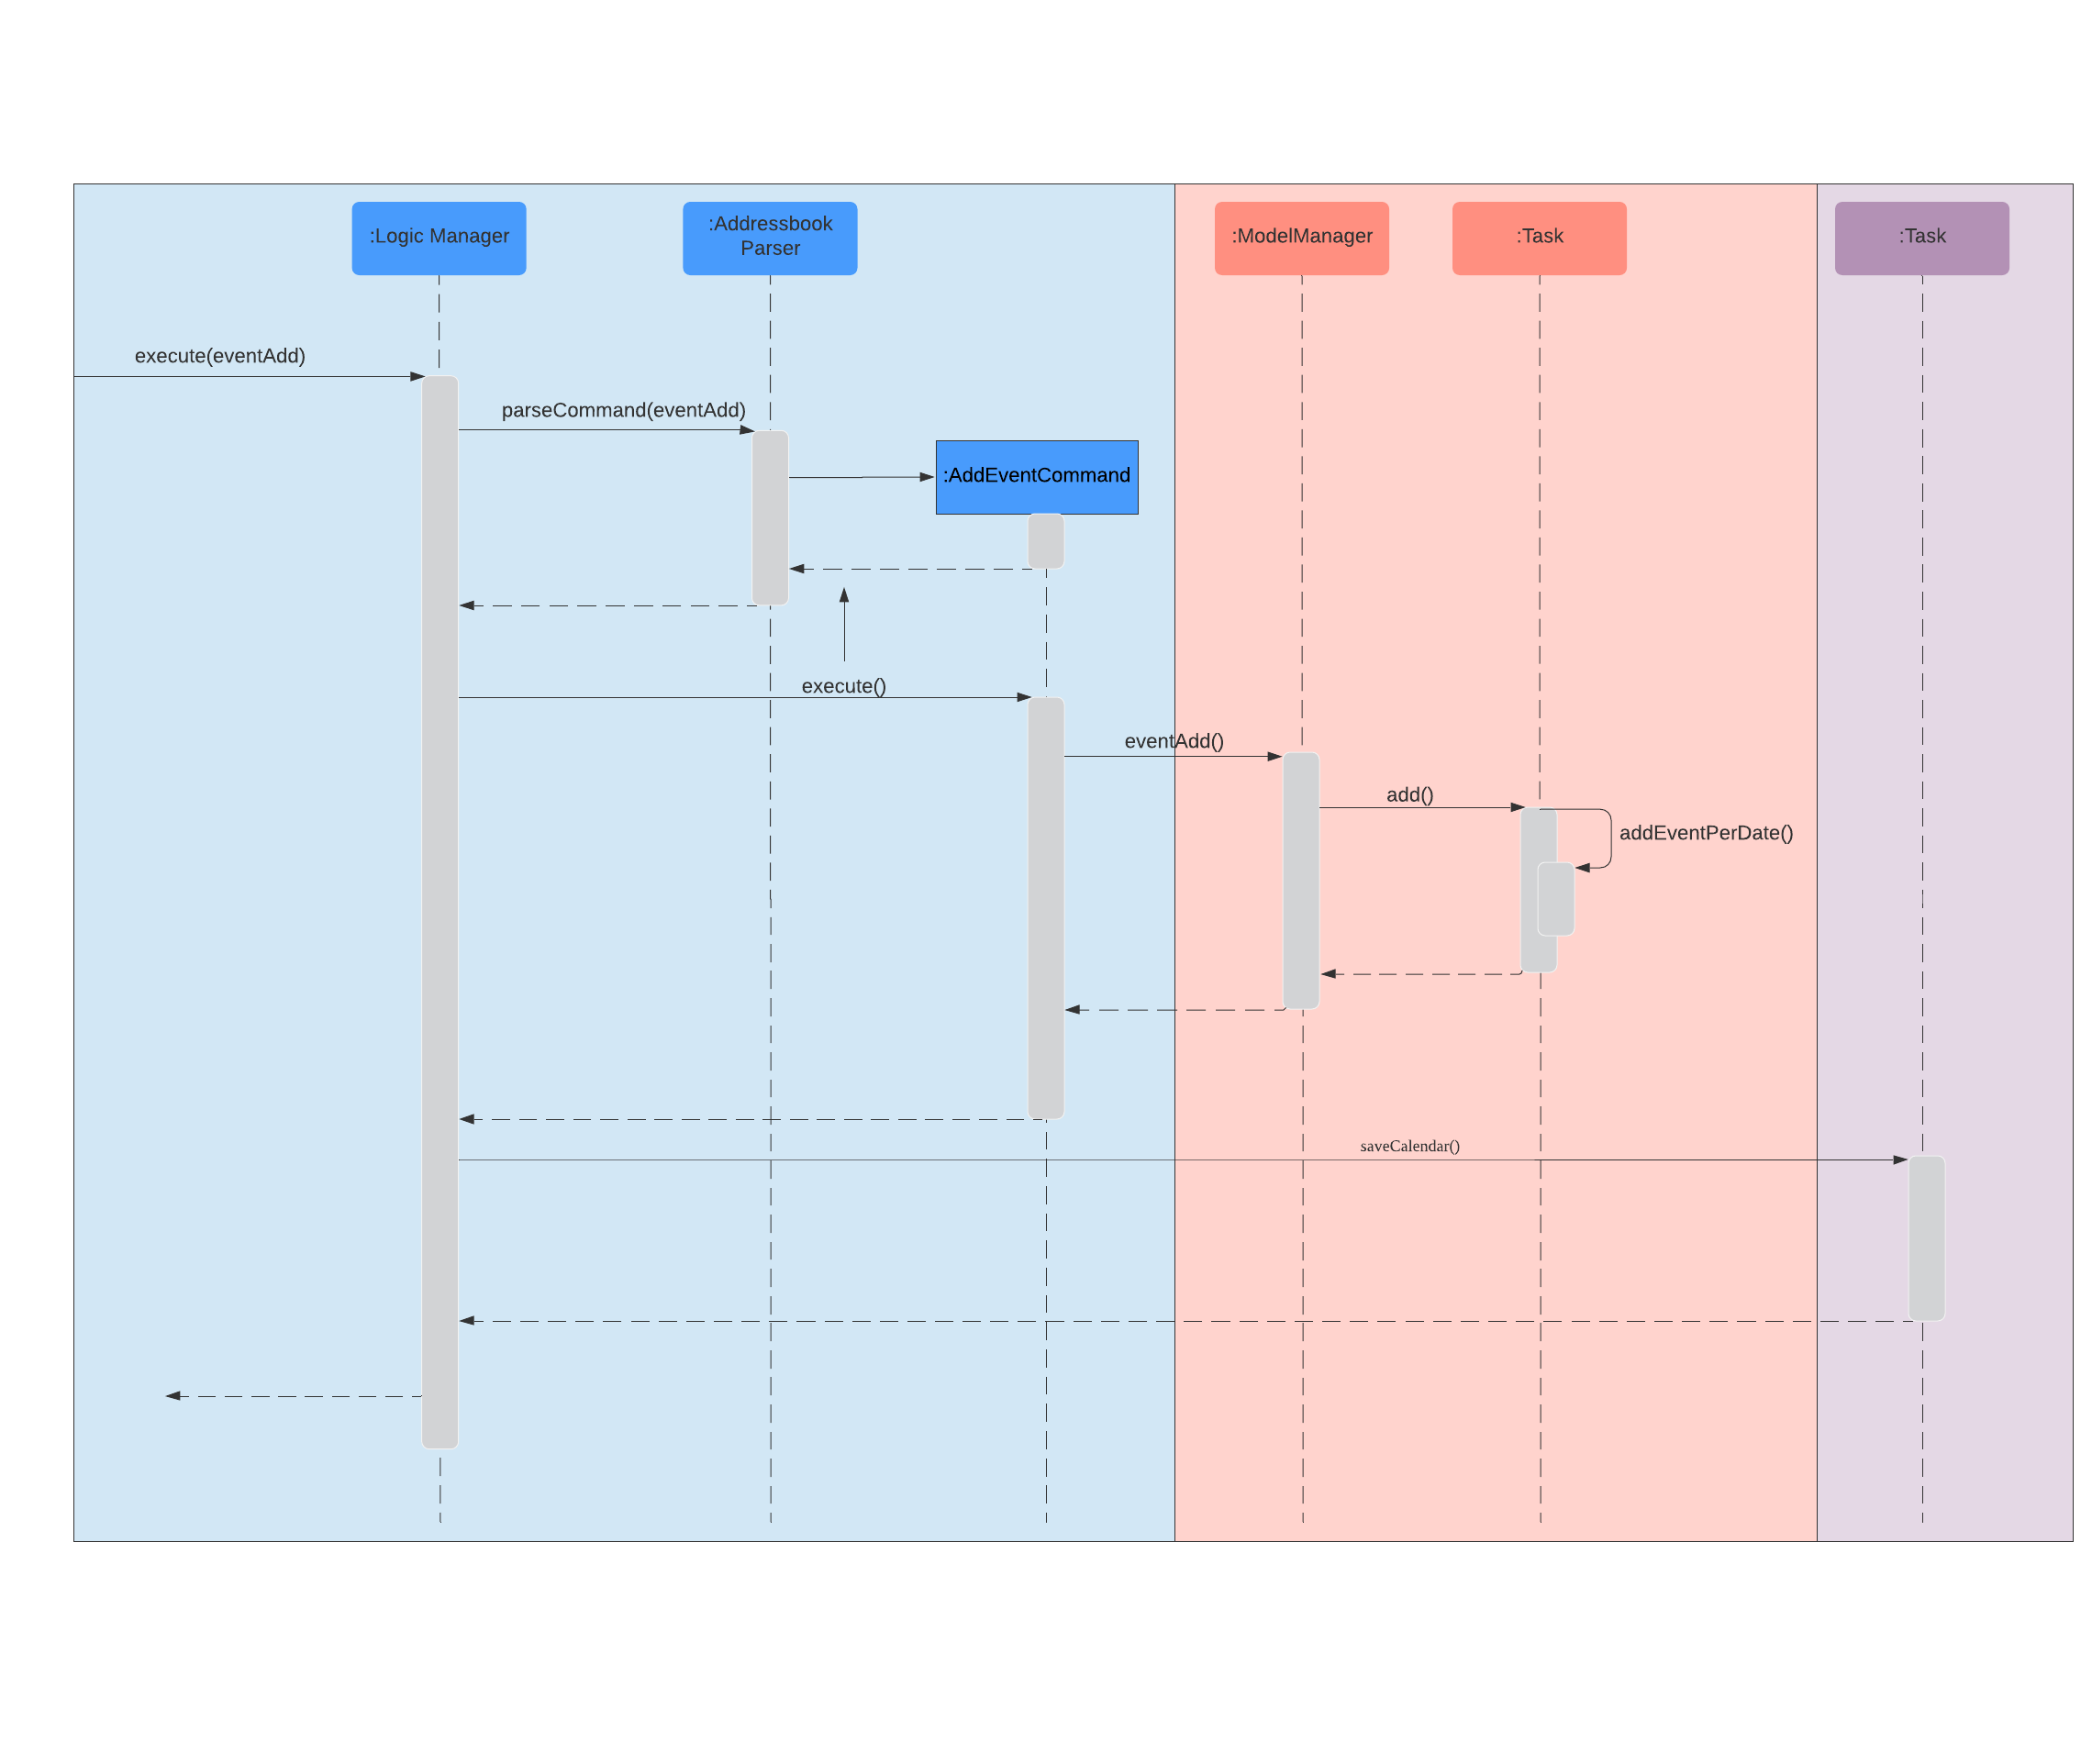 :Logic Manager
:Addressbook
Parser
:ModelManager
:Task
:Task
execute(eventAdd)
parseCommand(eventAdd)
:AddEventCommand
execute()
eventAdd()
add()
addEventPerDate()
saveCalendar()